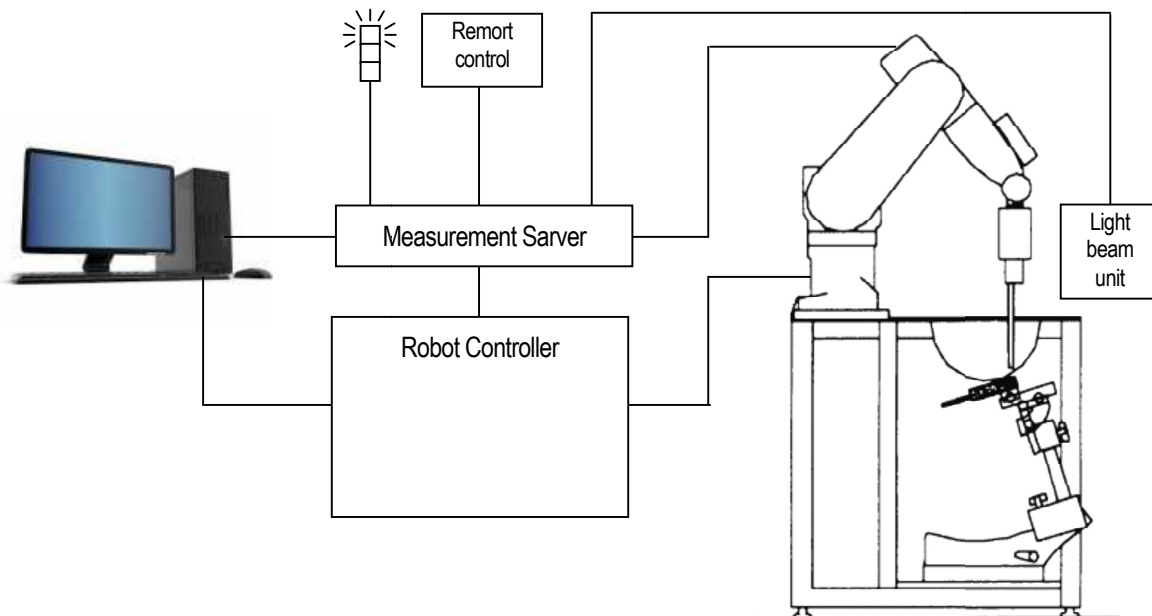 Remort
control
Measurement Sarver
Light
beam
unit
Robot Controller